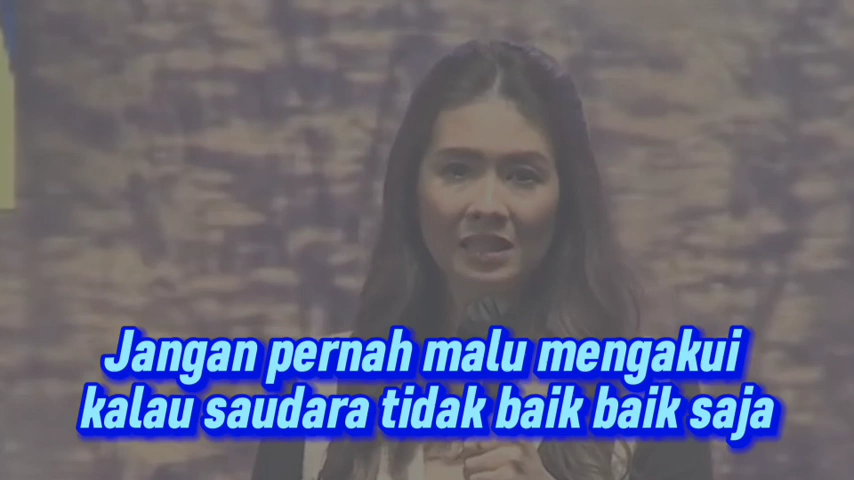 Jangan pernah malu mengakui
kalau saudara tidak baik baik saja